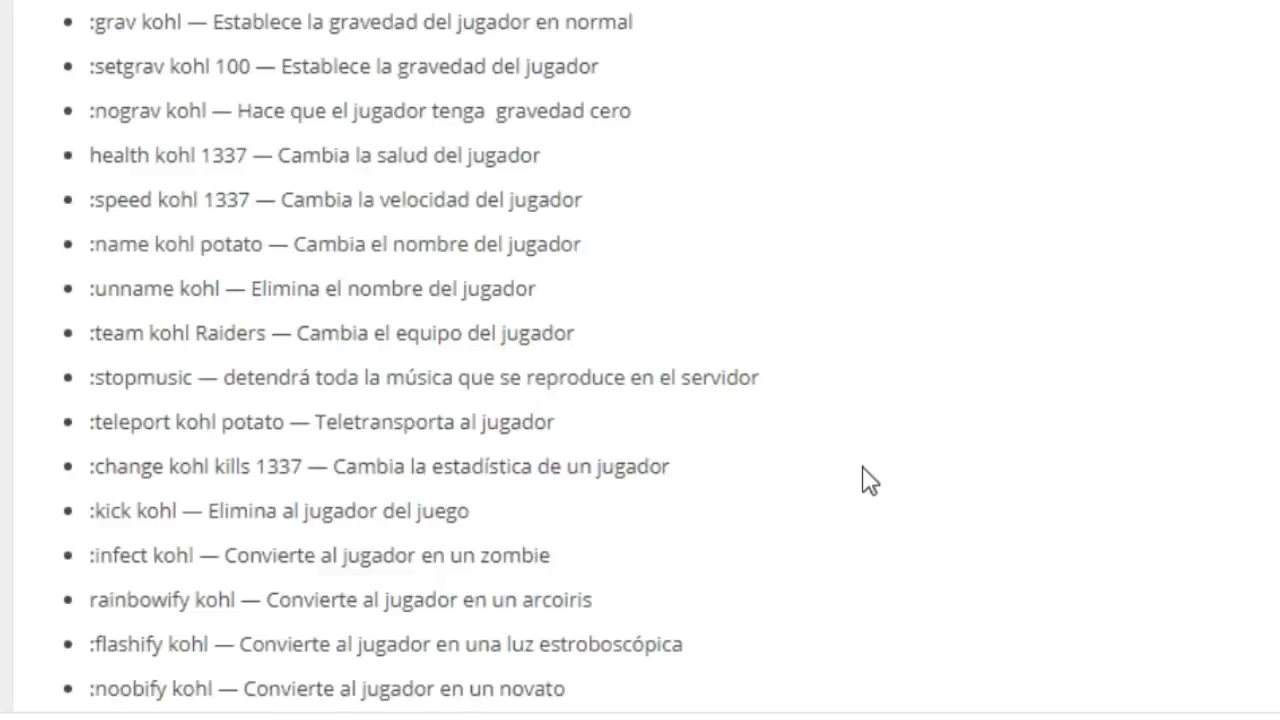 :grav kohl — Establece la gravedad del jugador en normal
:setgrav kohl 100 — Establece la gravedad del jugador
:nograv kohl — Hace que el jugador tenga  gravedad cero
health kohl 1337 — Cambia la salud del jugador
:speed kohl 1337 — Cambia la velocidad del jugador
:name kohl potato — Cambia el nombre del jugador
:unname kohl — Elimina el nombre del jugador
:team kohl Raiders — Cambia el equipo del jugador
:stopmusic — detendrá toda la música que se reproduce en el servidor
:teleport kohl potato — Teletransporta al jugador
:change kohl kills 1337 — Cambia la estadística de un jugador
:kick kohl — Elimina al jugador del juego
:infect kohl — Convierte al jugador en un zombie
rainbowify kohl — Convierte al jugador en un arcoiris
:flashify kohl — Convierte al jugador en una luz estroboscópica
:noobify kohl — Convierte al jugador en un novato